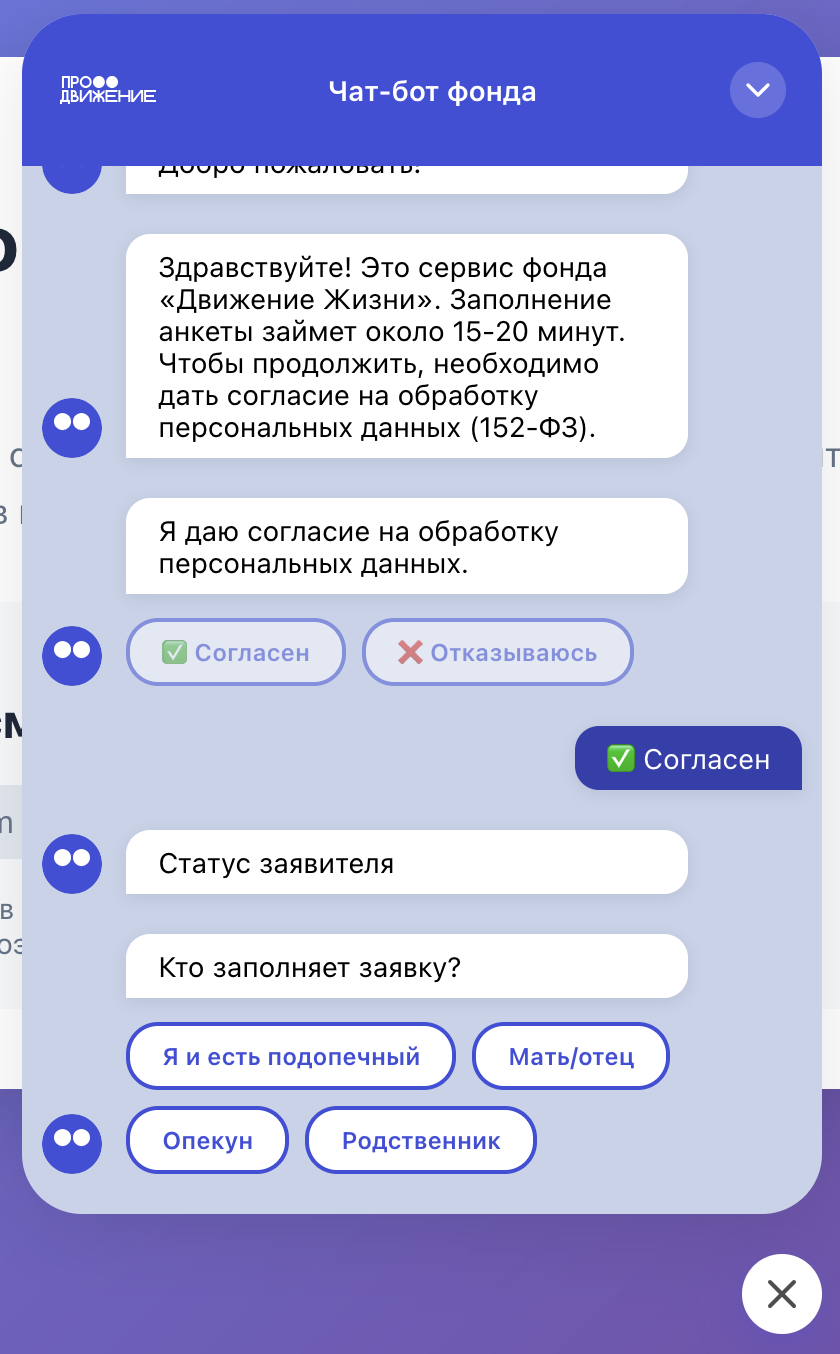 ПРО
ДВИЖЕНИЕ
Чат-бот фонда
Добро пожаловать!
Здравствуйте! Это сервис фонда
«Движение Жизни». Заполнение
анкеты займет около 15-20 минут.
Чтобы продолжить, необходимо
дать согласие на обработку
персональных данных (152-ФЗ).
Я даю согласие на обработку
персональных данных.
✅ Согласен
❌ Отказываюсь
✅ Согласен
Статус заявителя
Кто заполняет заявку?
Я и есть подопечный
Мать/отец
Опекун
Родственник